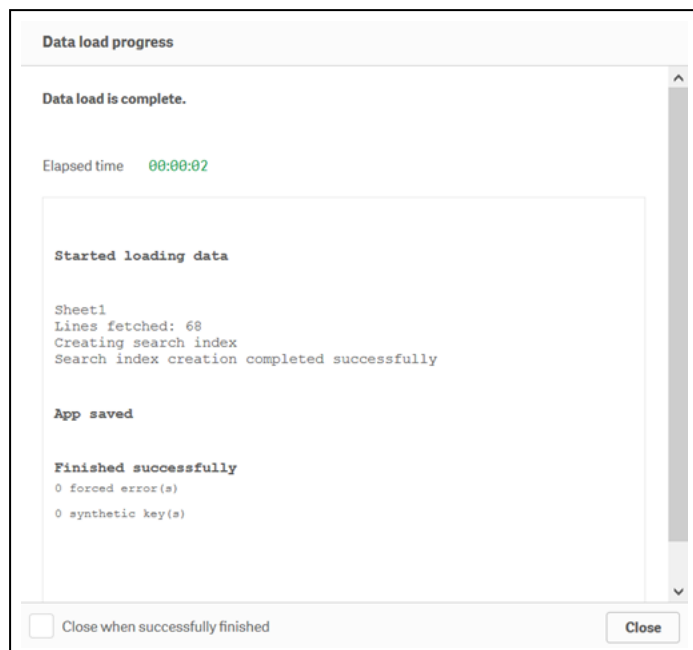 Data load progress
Data load is complete.
Elapsed time 00:00:02
Started loading data
Sheet1
Lines fetched: 68
Creating search index
Search index creation completed successfully
App saved
Finished successfully
0 forced error(s)
0 synthetic key(s)
Close when successfully finished
Close